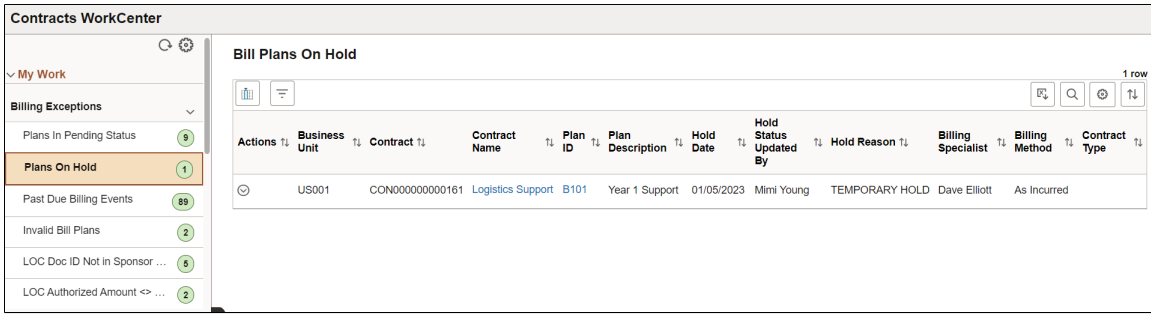 Contracts WorkCenter
My Work
Billing Exceptions
Plans In Pending Status 9
Plans On Hold 1
Past Due Billing Events 89
Invalid Bill Plans 2
LOC Doc ID Not in Sponsor ... 5
LOC Authorized Amount <> ... 2
Bill Plans On Hold
1 row
Actions Business Unit Contract Contract Name Plan ID Plan Description Hold Date Hold Status Updated By Hold Reason Billing Specialist Billing Method Contract Type
US001 CON000000000161 Logistics Support B101 Year 1 Support 01/05/2023 Mimi Young TEMPORARY HOLD Dave Elliott As Incurred